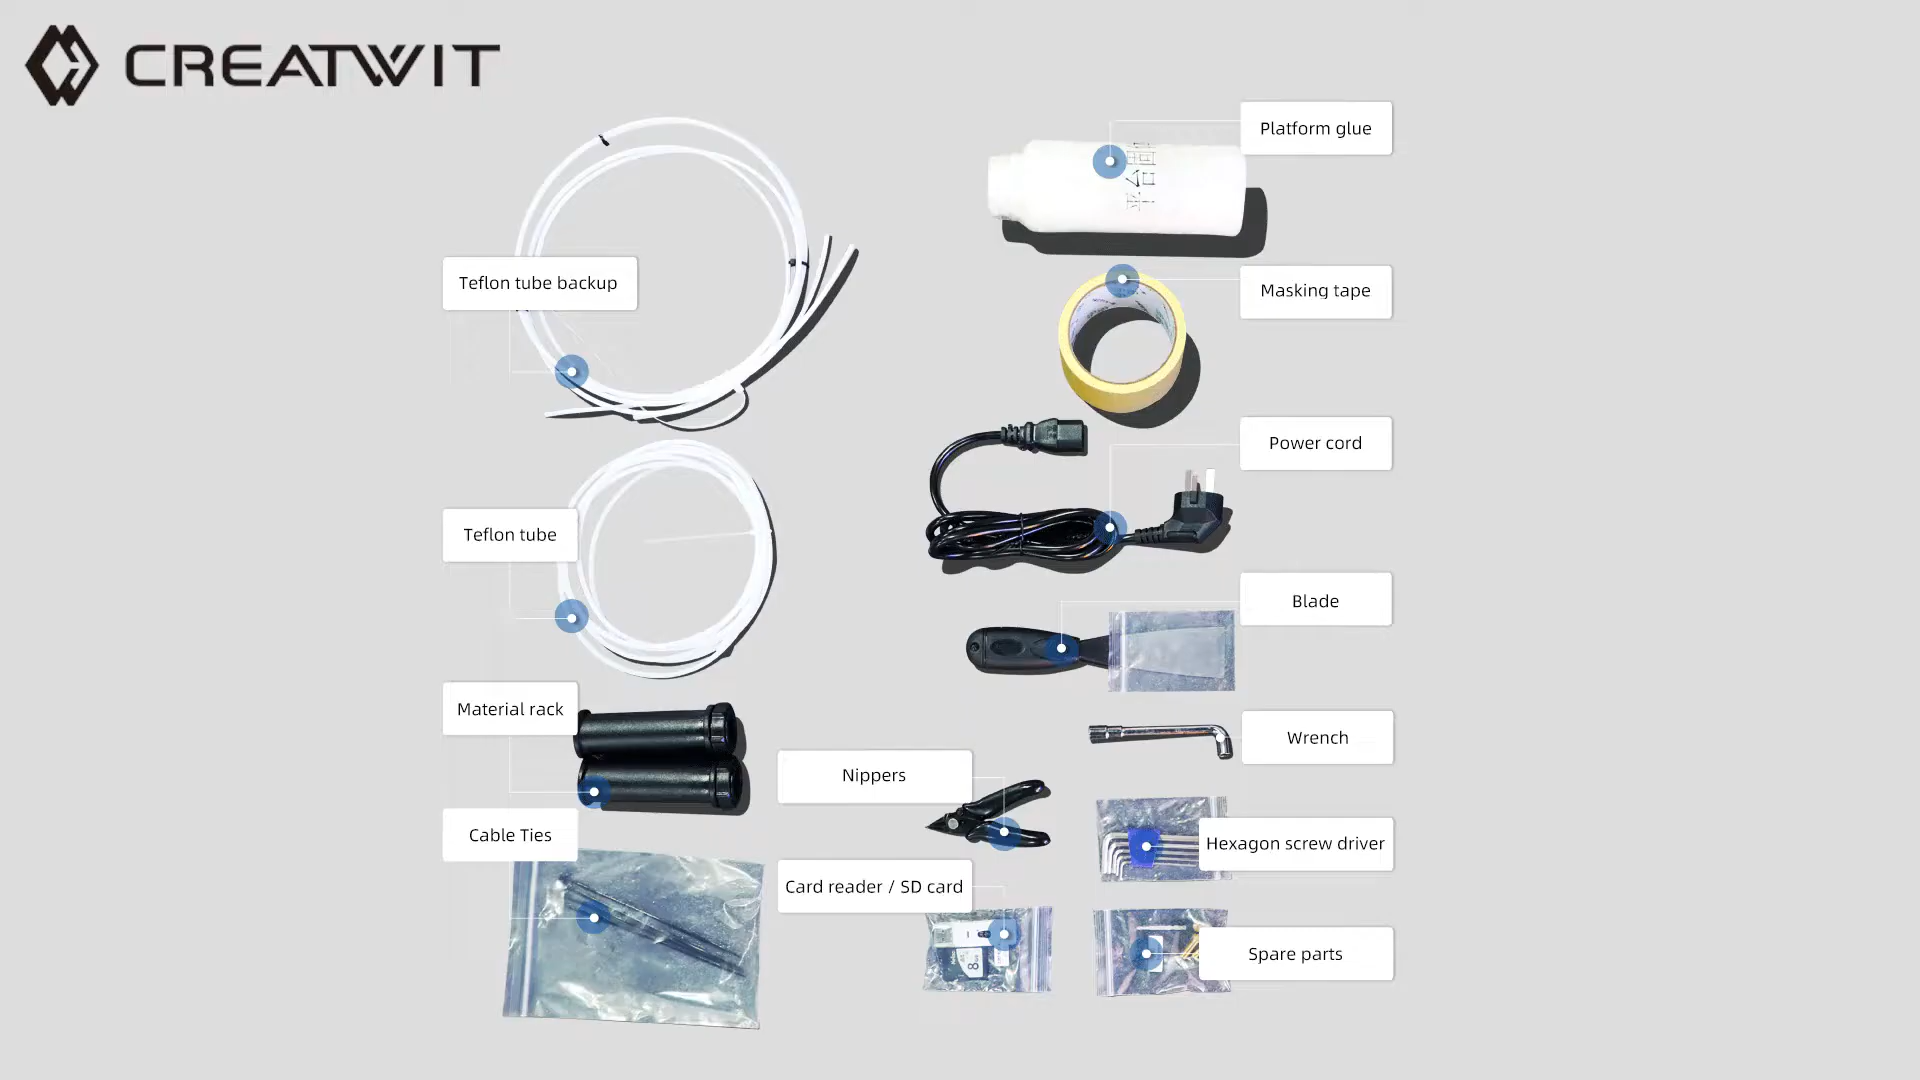 CREATWIT
Platform glue
Teflon tube backup
Masking tape
Power cord
Teflon tube
Blade
Material rack
Wrench
Nippers
Cable Ties
Hexagon screw driver
Card reader / SD card
8
Spare parts